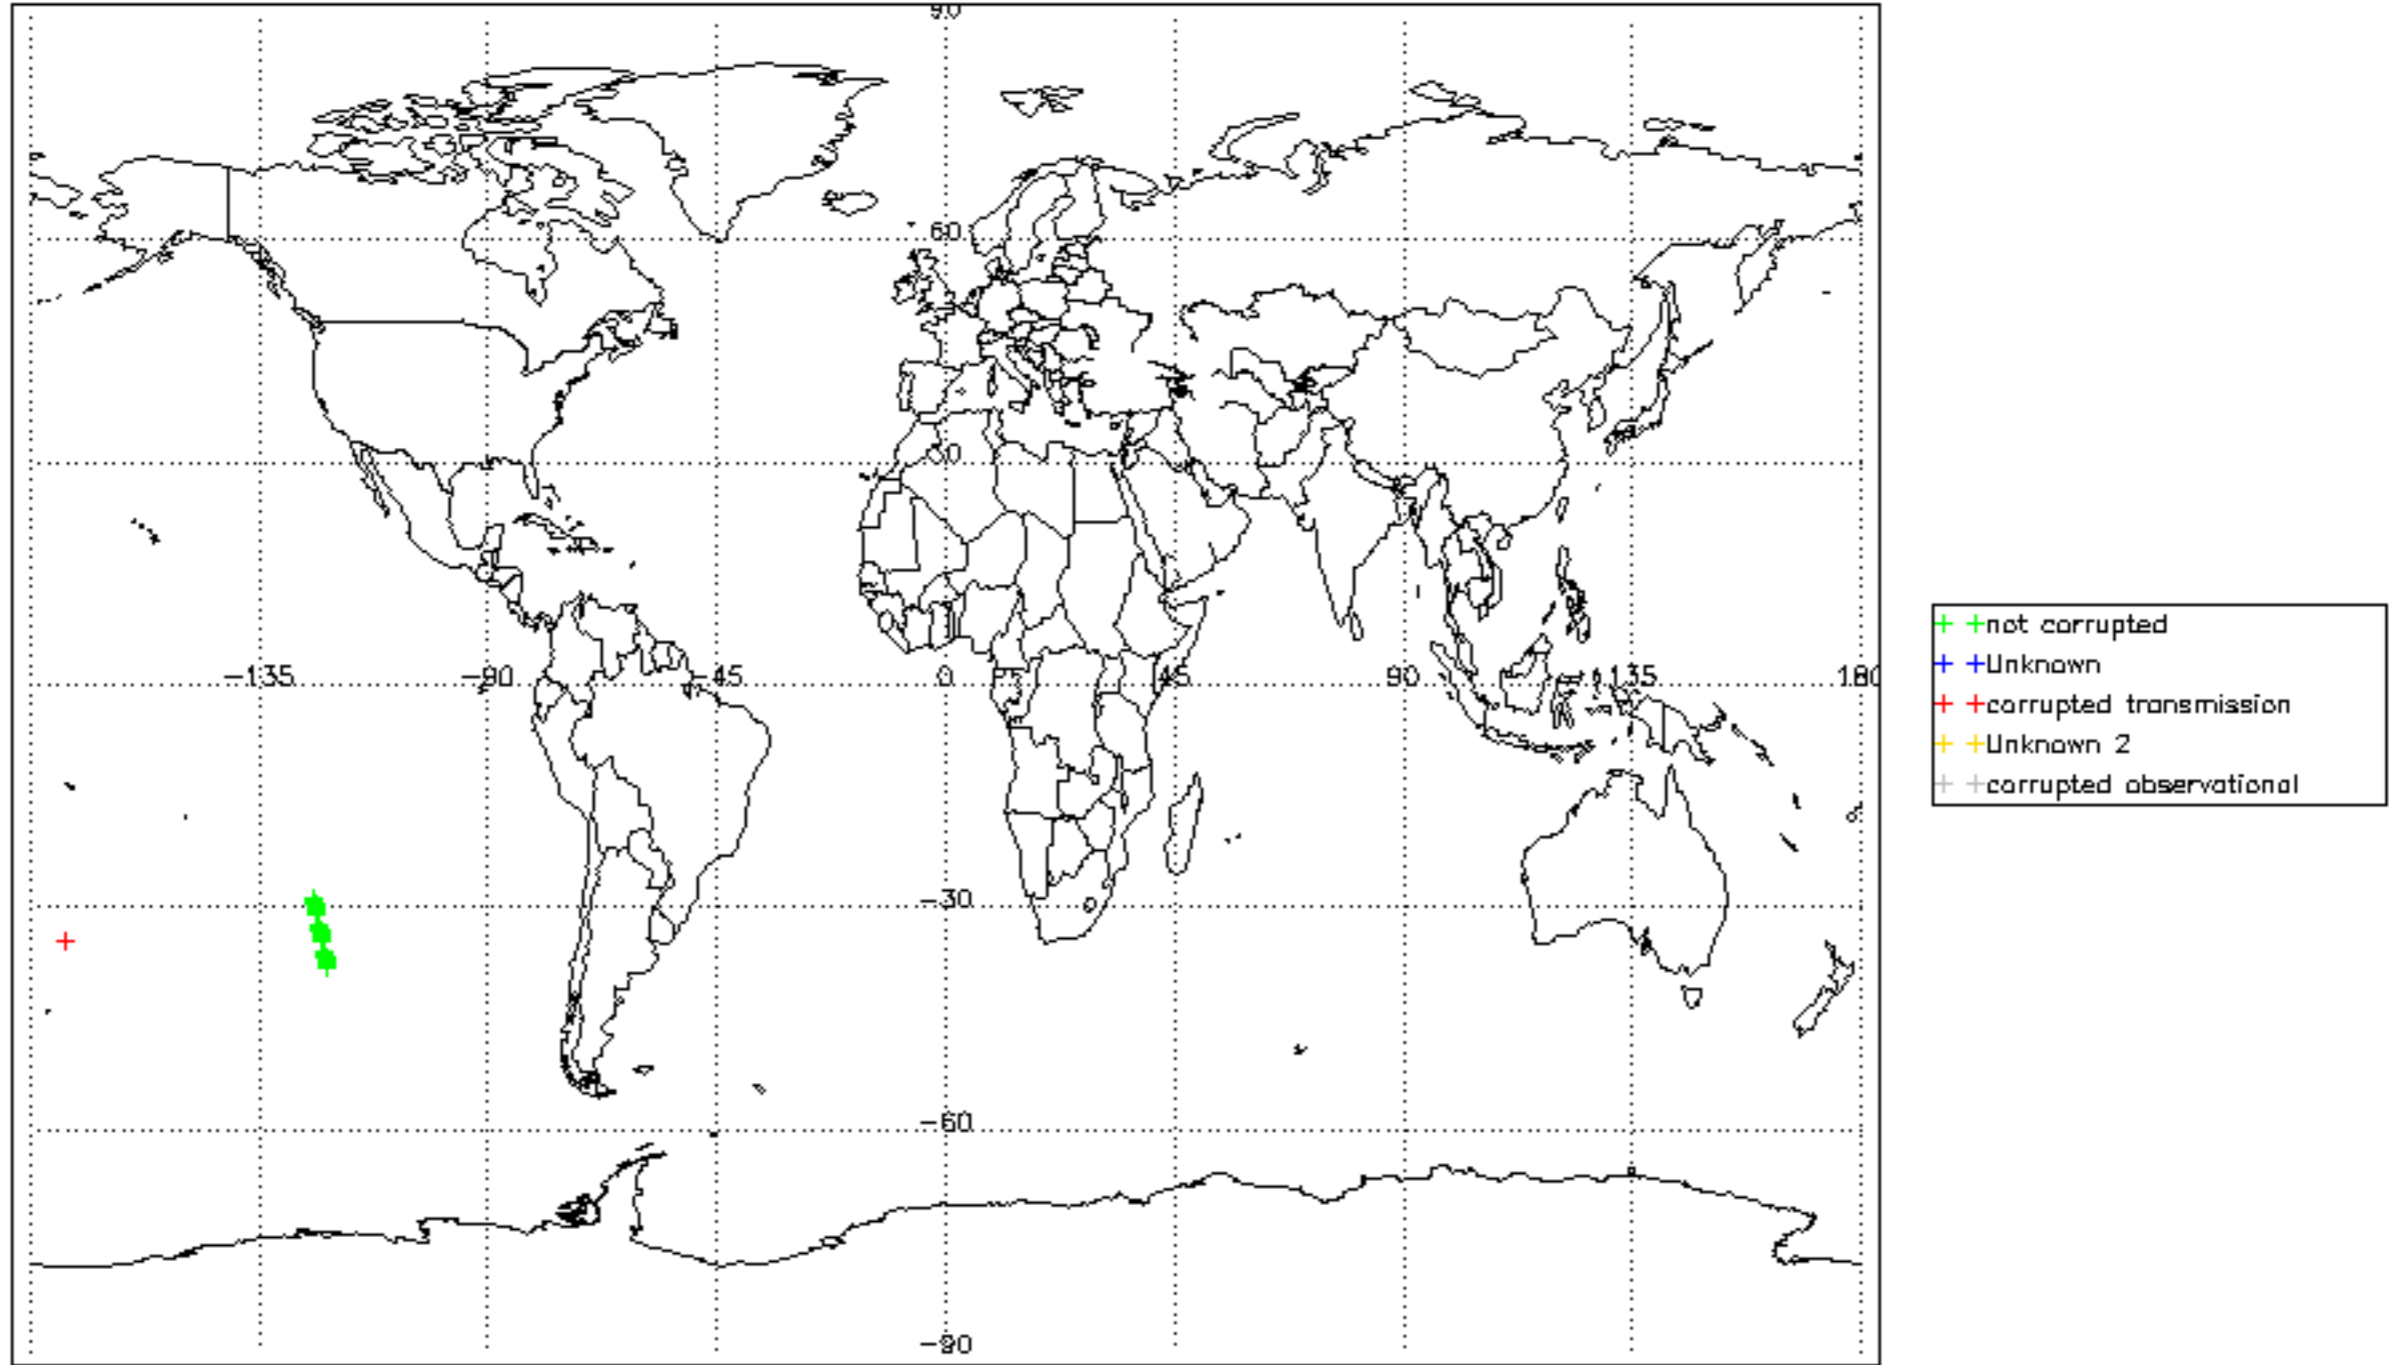 90
60
30
-135 -90 -45 0 45 90 135 180
-30
-60
-90
not corrupted
Unknown
corrupted transmission
Unknown 2
corrupted observational